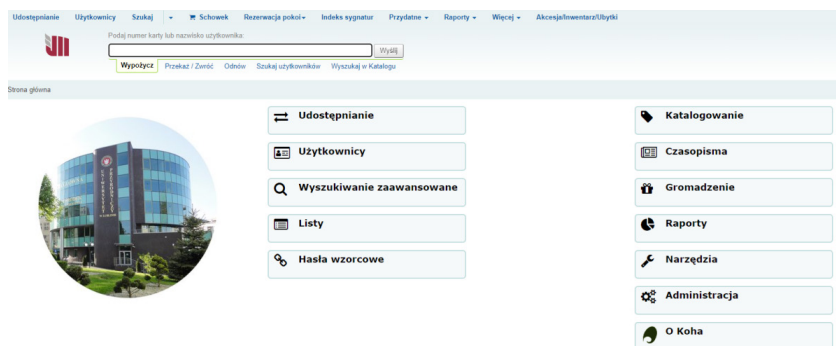 Udostępnianie Użytkownicy Szukaj Schowek Rezerwacja pokoi Indeks sygnatur Przydatne Raporty Więcej Akcesja/Inwentarz/Ubytki
Podaj numer karty lub nazwisko użytkownika:
Wyślij
Wypożycz Przekaż / Zwróć Odnów Szukaj użytkowników Wyszukaj w Katalogu
Strona główna
Udostępnianie
Użytkownicy
Wyszukiwanie zaawansowane
Listy
Hasła wzorcowe
Katalogowanie
Czasopisma
Gromadzenie
Raporty
Narzędzia
Administracja
O Koha